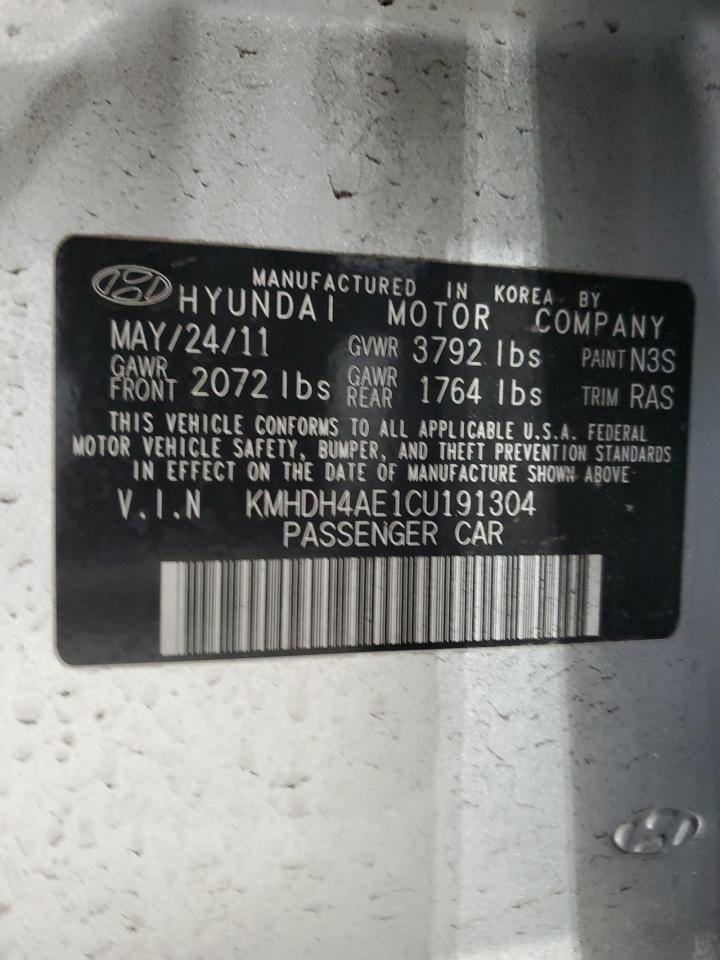 MANUFACTURED IN KOREA BY
HYUNDAI MOTOR COMPANY
MAY/24/11 GVWR 3792 lbs PAINT N3S
GAWR FRONT 2072 lbs GAWR REAR 1764 lbs TRIM RAS
THIS VEHICLE CONFORMS TO ALL APPLICABLE U.S.A. FEDERAL
MOTOR VEHICLE SAFETY, BUMPER, AND THEFT PREVENTION STANDARDS
IN EFFECT ON THE DATE OF MANUFACTURE SHOWN ABOVE
V.I.N KMHDH4AE1CU191304
PASSENGER CAR